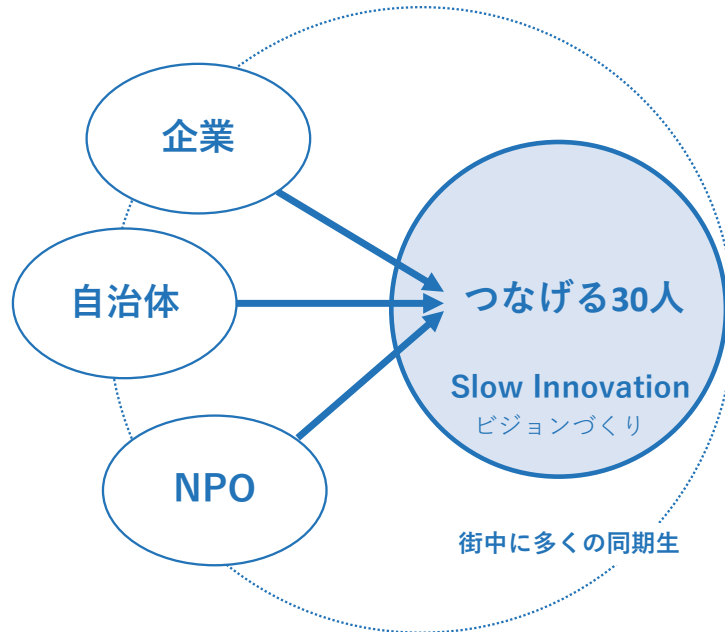 企業
自治体
つなげる30人
Slow Innovation
ビジョンづくり
NPO
街中に多くの同期生